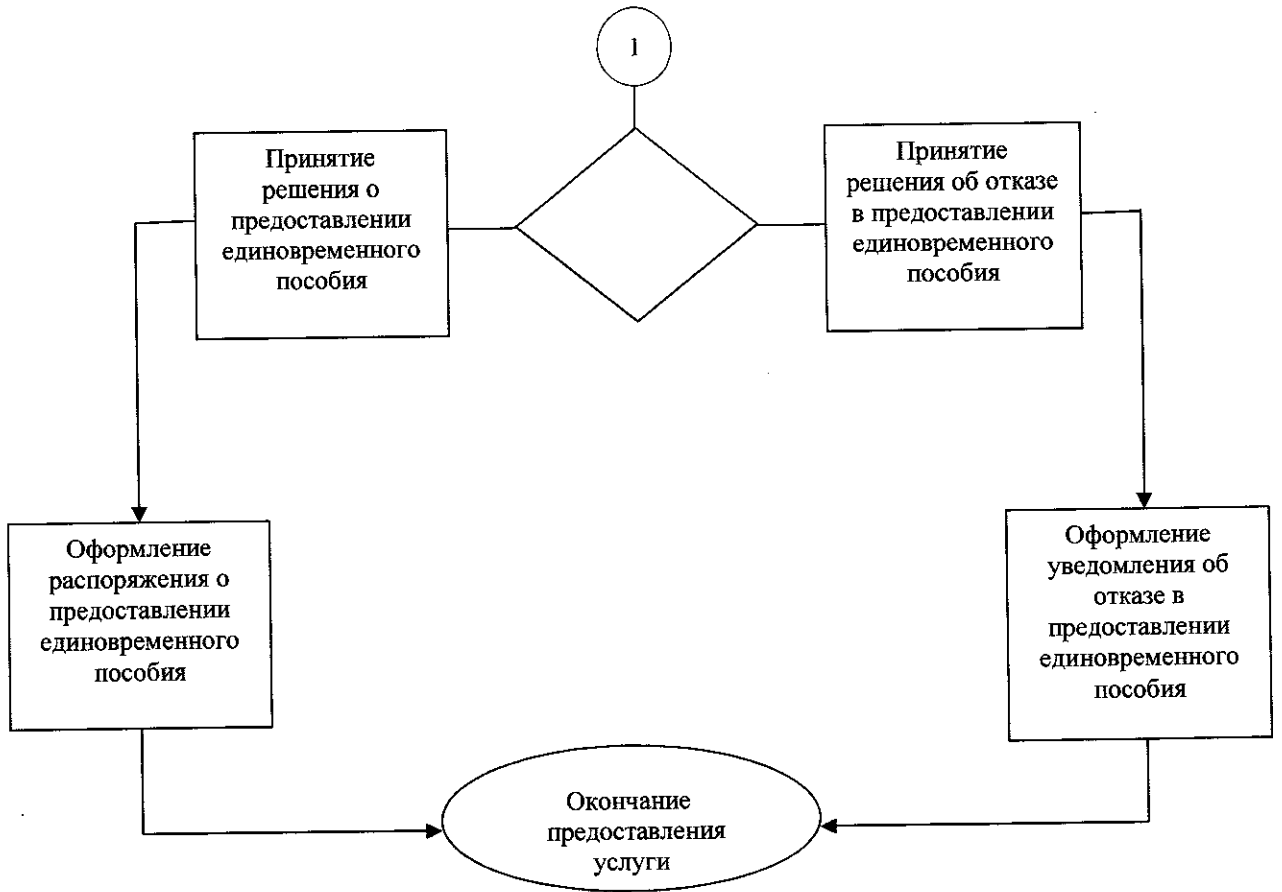 1
Принятие
решения о
предоставлении
единовременного
пособия
Принятие
решения об отказе
в предоставлении
единовременного
пособия
Оформление
распоряжения о
предоставлении
единовременного
пособия
Оформление
уведомления об
отказе в
предоставлении
единовременного
пособия
Окончание
предоставления
услуги